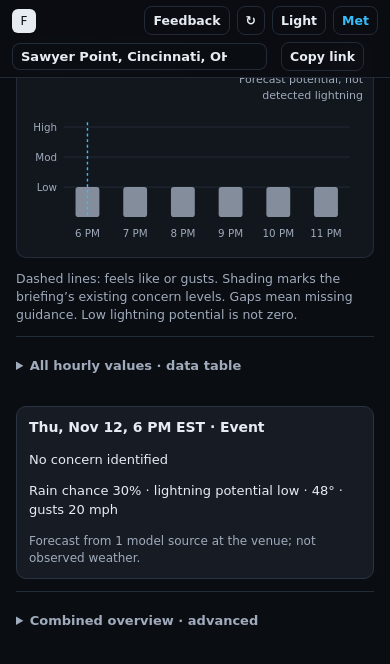 F
Feedback
↻
Light
Met
Sawyer Point, Cincinnati, OH
Copy link
Forecast potential, not
detected lightning
High
Mod
Low
6 PM 7 PM 8 PM 9 PM 10 PM 11 PM
Dashed lines: feels like or gusts. Shading marks the
briefing’s existing concern levels. Gaps mean missing
guidance. Low lightning potential is not zero.
▶ All hourly values · data table
Thu, Nov 12, 6 PM EST · Event
No concern identified
Rain chance 30% · lightning potential low · 48° ·
gusts 20 mph
Forecast from 1 model source at the venue; not
observed weather.
▶ Combined overview · advanced